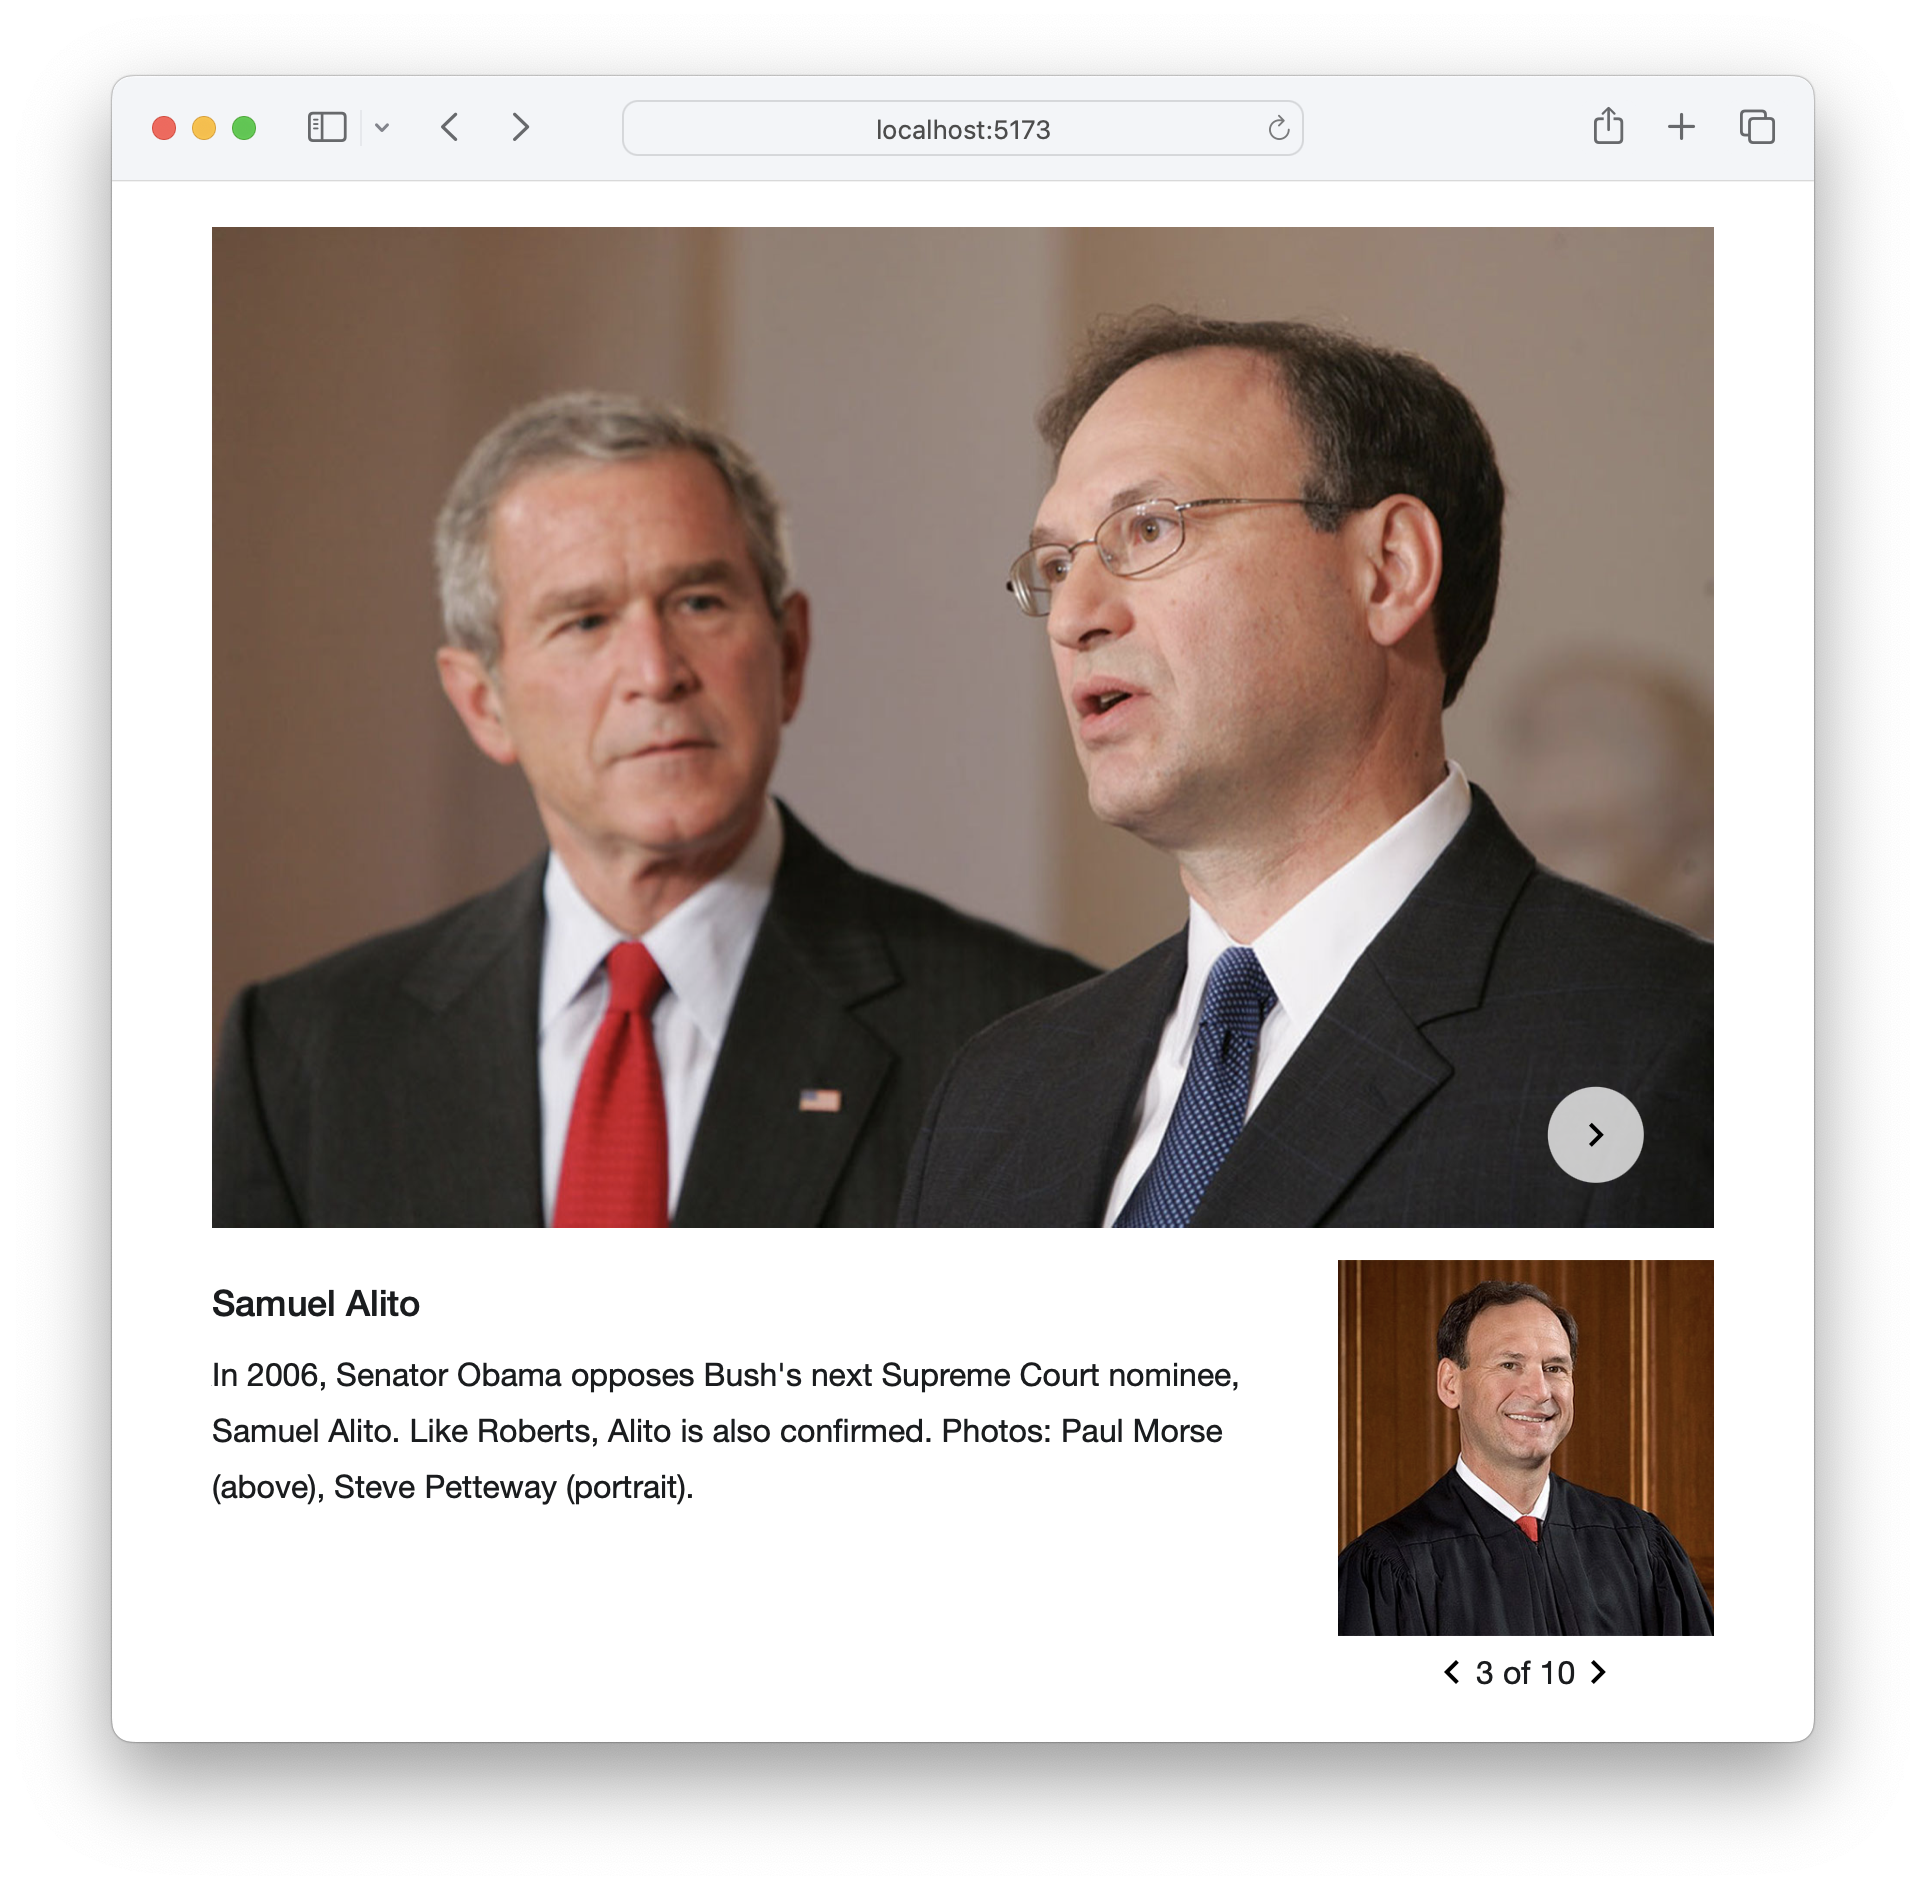 localhost:5173
Samuel Alito
In 2006, Senator Obama opposes Bush's next Supreme Court nominee,
Samuel Alito. Like Roberts, Alito is also confirmed. Photos: Paul Morse
(above), Steve Petteway (portrait).
3 of 10